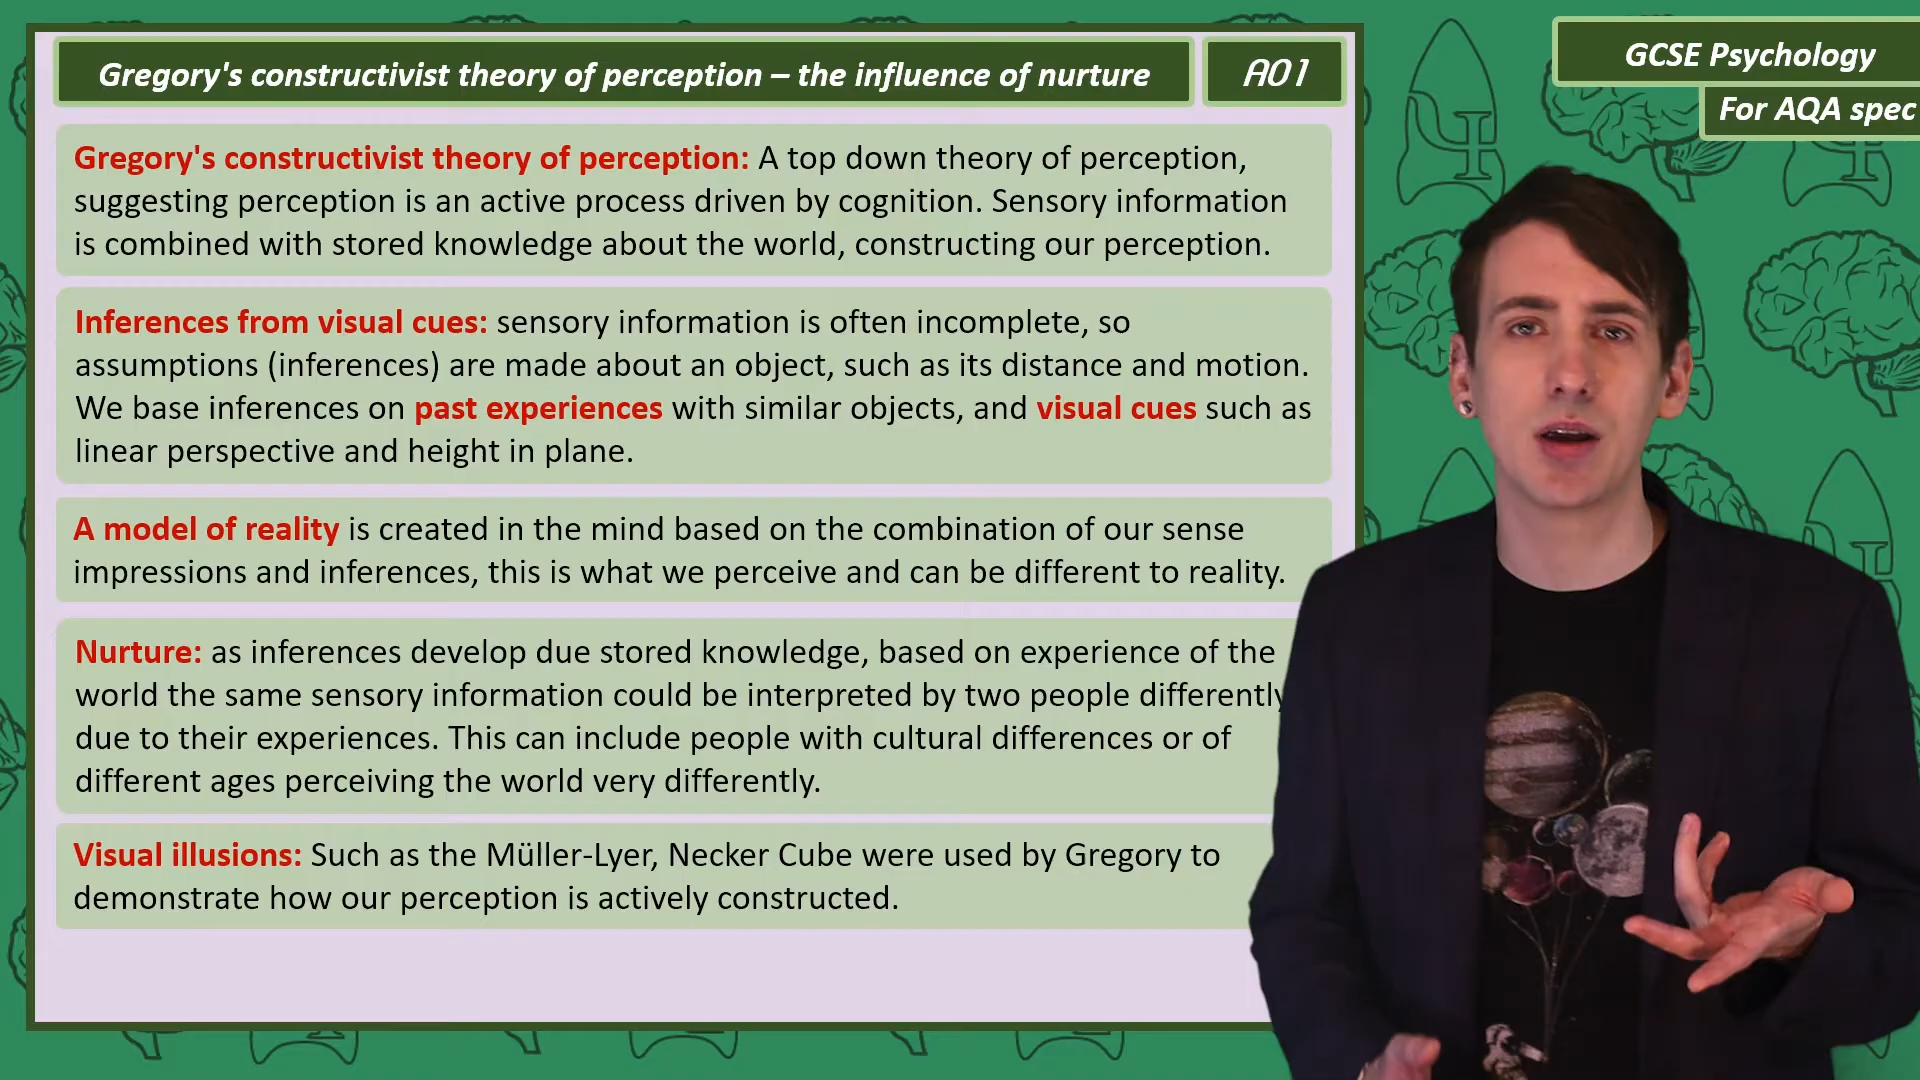 Gregory's constructivist theory of perception – the influence of nurture
AO1
GCSE Psychology
For AQA spec
Gregory's constructivist theory of perception: A top down theory of perception,
suggesting perception is an active process driven by cognition. Sensory information
is combined with stored knowledge about the world, constructing our perception.
Inferences from visual cues: sensory information is often incomplete, so
assumptions (inferences) are made about an object, such as its distance and motion.
We base inferences on past experiences with similar objects, and visual cues such as
linear perspective and height in plane.
A model of reality is created in the mind based on the combination of our sense
impressions and inferences, this is what we perceive and can be different to reality.
Nurture: as inferences develop due stored knowledge, based on experience of the
world the same sensory information could be interpreted by two people differently
due to their experiences. This can include people with cultural differences or of
different ages perceiving the world very differently.
Visual illusions: Such as the Müller-Lyer, Necker Cube were used by Gregory to
demonstrate how our perception is actively constructed.